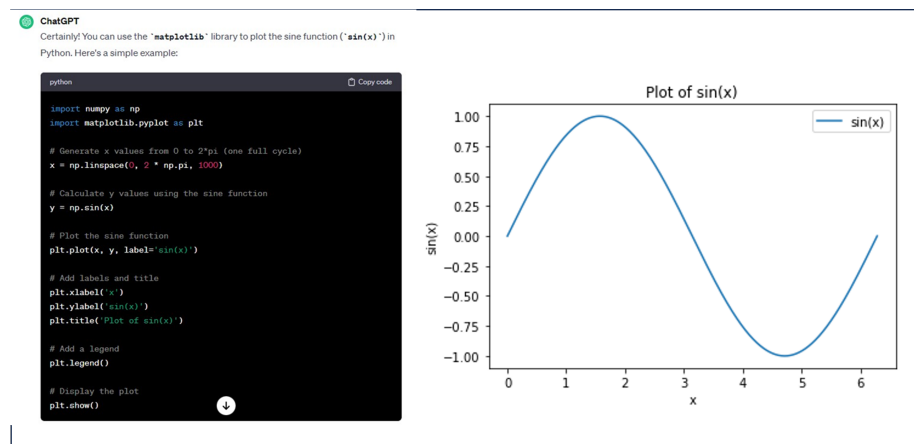 ChatGPT
Certainly! You can use the `matplotlib` library to plot the sine function (`sin(x)`) in
Python. Here's a simple example:
python
Copy code
import numpy as np
import matplotlib.pyplot as plt
# Generate x values from 0 to 2*pi (one full cycle)
x = np.linspace(0, 2 * np.pi, 1000)
# Calculate y values using the sine function
y = np.sin(x)
# Plot the sine function
plt.plot(x, y, label='sin(x)')
# Add labels and title
plt.xlabel('x')
plt.ylabel('sin(x)')
plt.title('Plot of sin(x)')
# Add a legend
plt.legend()
# Display the plot
plt.show()
Plot of sin(x)
sin(x)
1.00
0.75
0.50
0.25
0.00
−0.25
−0.50
−0.75
−1.00
sin(x)
0 1 2 3 4 5 6
x